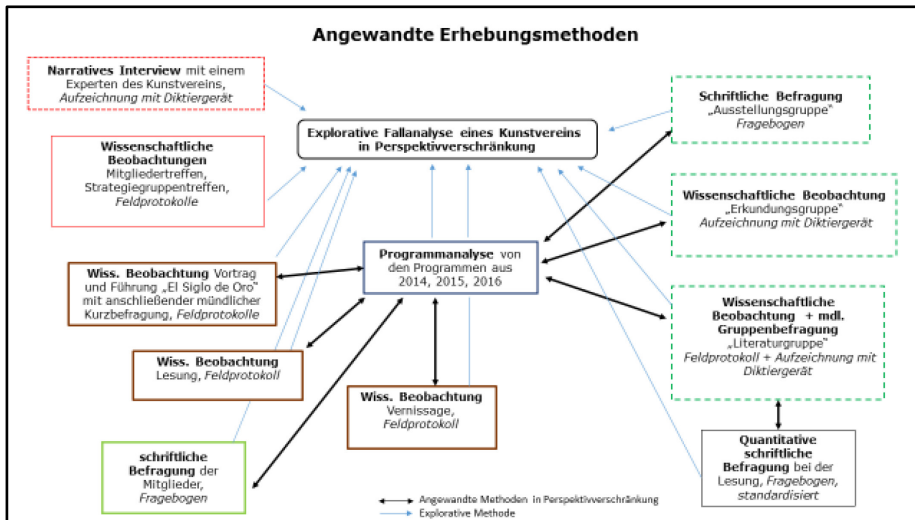 Angewandte Erhebungsmethoden
Narratives Interview mit einem
Experten des Kunstvereins,
Aufzeichnung mit Diktiergerät
Wissenschaftliche
Beobachtungen
Mitgliedertreffen,
Strategiegruppentreffen,
Feldprotokolle
Explorative Fallanalyse eines Kunstvereins
in Perspektivverschränkung
Schriftliche Befragung
„Ausstellungsgruppe“
Fragebogen
Wissenschaftliche Beobachtung
„Erkundungsgruppe“
Aufzeichnung mit Diktiergerät
Programmanalyse von
den Programmen aus
2014, 2015, 2016
Wiss. Beobachtung Vortrag
und Führung „El Siglo de Oro“
mit anschließender mündlicher
Kurzbefragung, Feldprotokolle
Wissenschaftliche
Beobachtung + mdl.
Gruppenbefragung
„Literaturgruppe“
Feldprotokoll + Aufzeichnung mit
Diktiergerät
Wiss. Beobachtung
Lesung, Feldprotokoll
Wiss. Beobachtung
Vernissage,
Feldprotokoll
schriftliche
Befragung der
Mitglieder,
Fragebogen
Quantitative
schriftliche
Befragung bei der
Lesung, Fragebogen,
standardisiert
Angewandte Methoden in Perspektivverschränkung
Explorative Methode